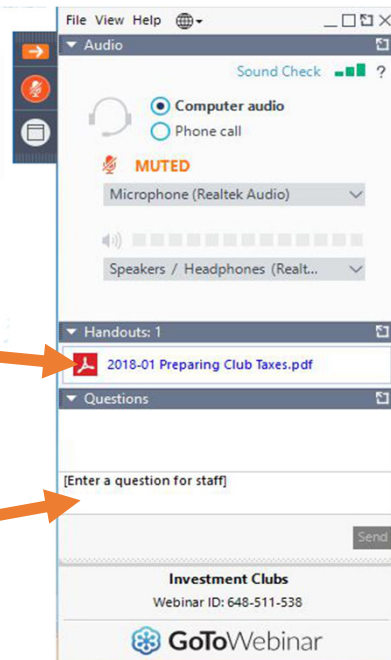 File View Help
Audio
Sound Check ?
Computer audio
Phone call
MUTED
Microphone (Realtek Audio)
Speakers / Headphones (Realt...
Handouts: 1
2018-01 Preparing Club Taxes.pdf
Questions
[Enter a question for staff]
Send
Investment Clubs
Webinar ID: 648-511-538
GoToWebinar